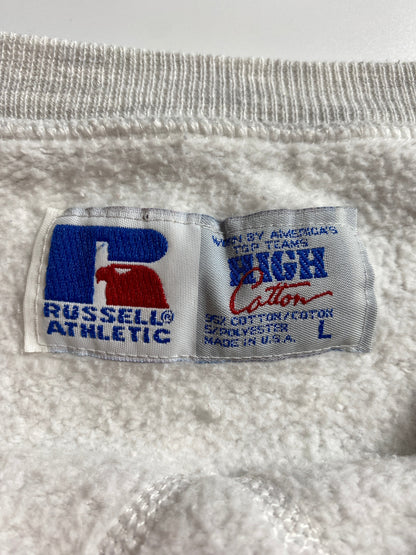 RUSSELL®
ATHLETIC
WORN BY AMERICA'S
TOP TEAMS
HIGH
Cotton
95% COTTON/COTON
5/POLYESTER
MADE IN U.S.A.
L